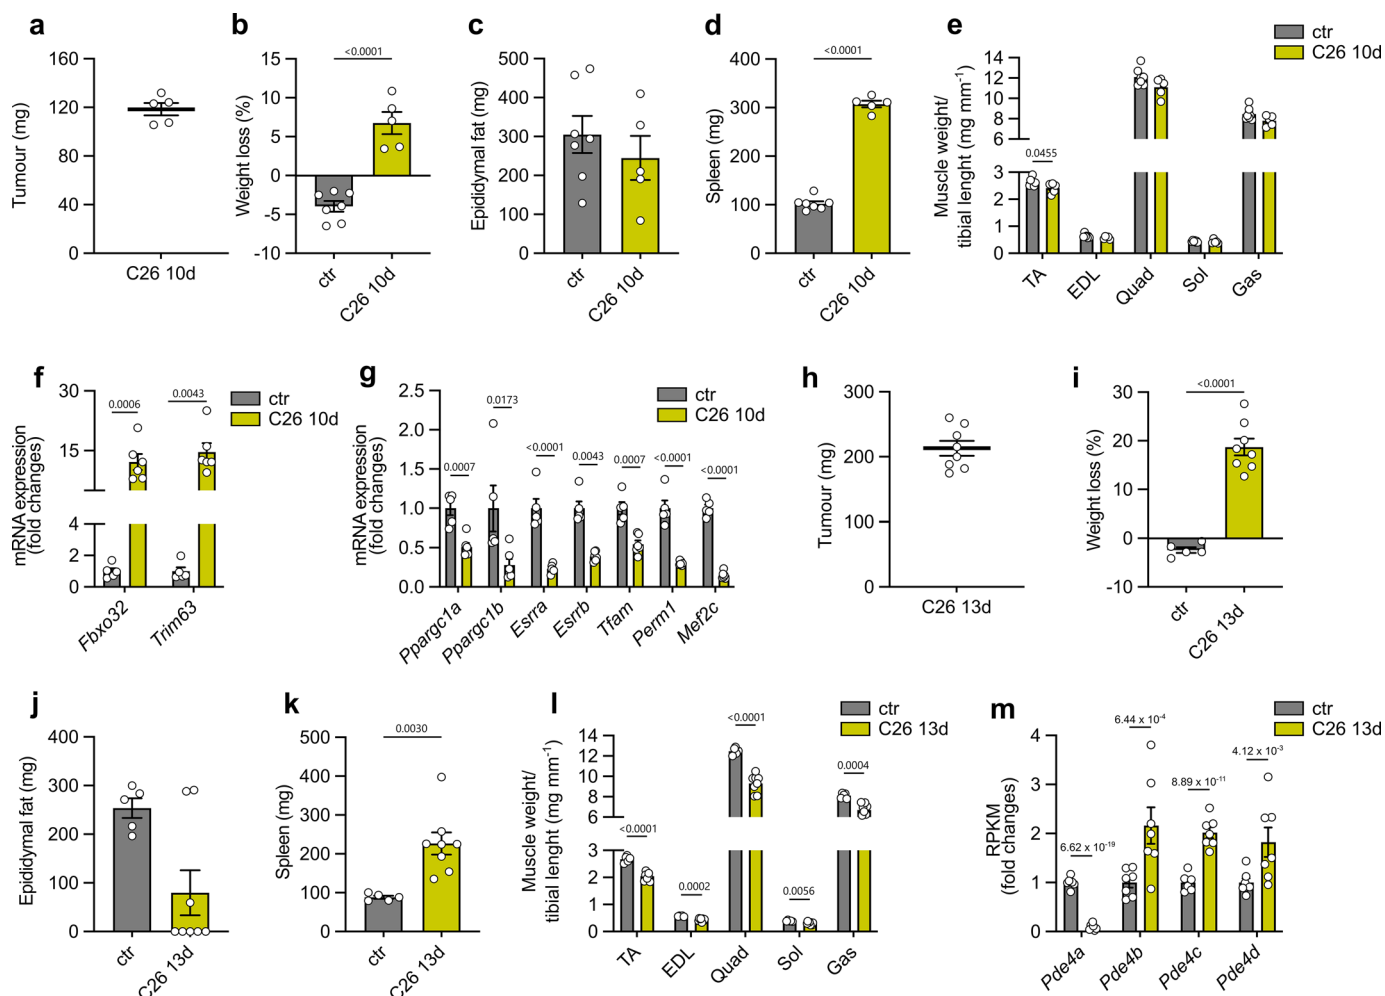 a
Tumour (mg)
160
120
80
40
0
C26 10d
b
Weight loss (%)
15
10
5
0
-5
-10
<0.0001
ctr
C26 10d
c
Epididymal fat (mg)
500
400
300
200
100
0
ctr
C26 10d
d
Spleen (mg)
400
300
200
100
0
<0.0001
ctr
C26 10d
e
ctr
C26 10d
Muscle weight/
tibial lenght (mg mm⁻¹)
14
12
10
8
6
3
2
1
0
0.0455
TA
EDL
Quad
Sol
Gas
f
ctr
C26 10d
mRNA expression
(fold changes)
30
15
4
2
0
0.0006
0.0043
Fbxo32
Trim63
g
ctr
C26 10d
mRNA expression
(fold changes)
2.5
2.0
1.5
1.0
0.5
0.0
0.0007
0.0173
<0.0001
0.0043
0.0007
<0.0001
<0.0001
Ppargc1a
Ppargc1b
Esrra
Esrrb
Tfam
Perm1
Mef2c
h
Tumour (mg)
300
200
100
0
C26 13d
i
Weight loss (%)
30
20
10
0
-10
<0.0001
ctr
C26 13d
j
Epididymal fat (mg)
400
300
200
100
0
ctr
C26 13d
k
Spleen (mg)
500
400
300
200
100
0
0.0030
ctr
C26 13d
l
ctr
C26 13d
Muscle weight/
tibial lenght (mg mm⁻¹)
14
12
10
8
6
3
2
1
0
<0.0001
0.0002
<0.0001
0.0056
0.0004
TA
EDL
Quad
Sol
Gas
m
ctr
C26 13d
RPKM
(fold changes)
4
3
2
1
0
6.62 x 10⁻¹⁹
6.44 x 10⁻⁴
8.89 x 10⁻¹¹
4.12 x 10⁻³
Pde4a
Pde4b
Pde4c
Pde4d